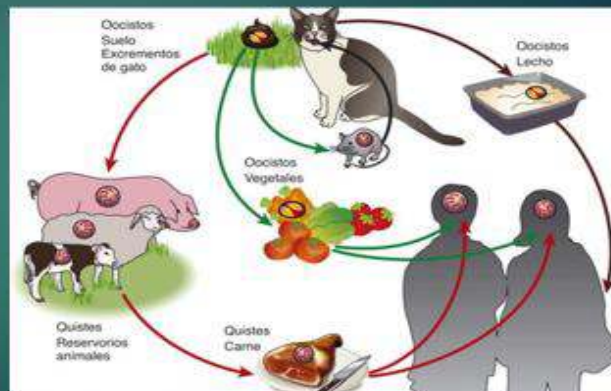 Oocistos
Suelo
Excrementos
de gato
Oocistos
Lecho
Oocistos
Vegetales
Quistes
Reservorios
animales
Quistes
Carne